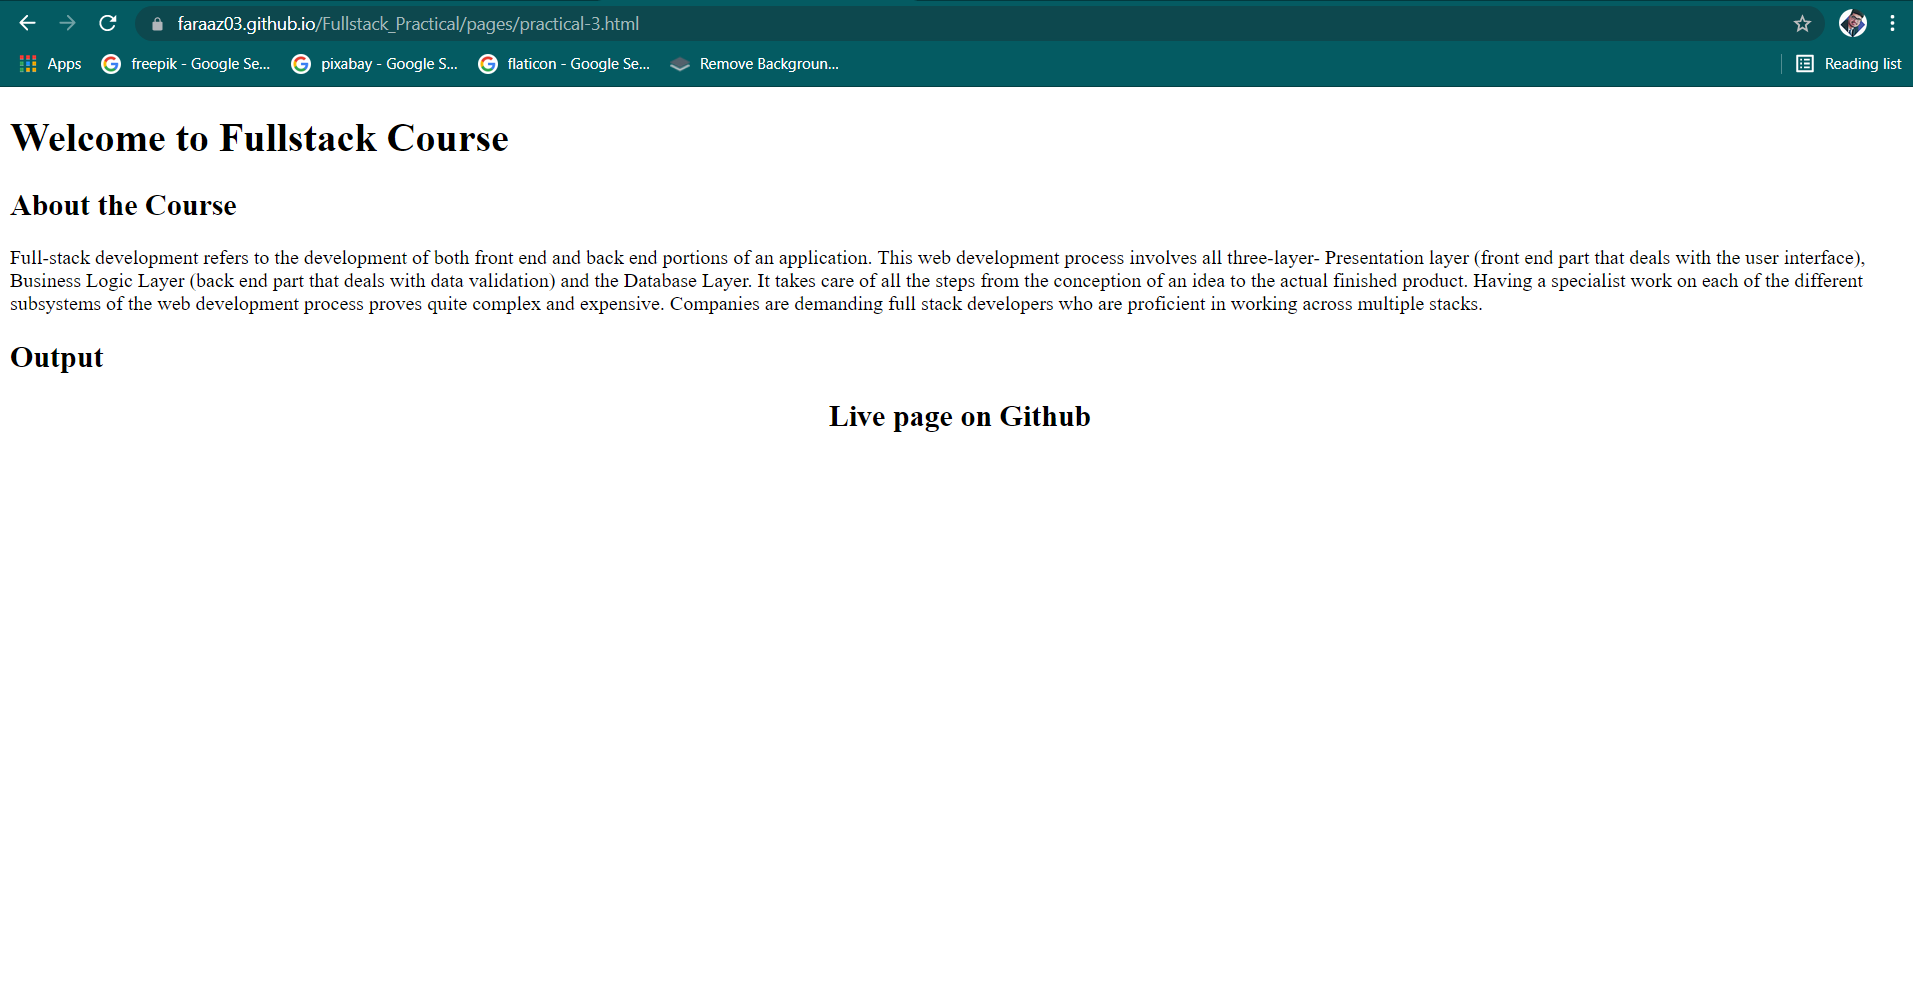 faraaz03.github.io/Fullstack_Practical/pages/practical-3.html
Apps freepik - Google Se... pixabay - Google S... flaticon - Google Se... Remove Backgroun... Reading list
Welcome to Fullstack Course
About the Course
Full-stack development refers to the development of both front end and back end portions of an application. This web development process involves all three-layer- Presentation layer (front end part that deals with the user interface),
Business Logic Layer (back end part that deals with data validation) and the Database Layer. It takes care of all the steps from the conception of an idea to the actual finished product. Having a specialist work on each of the different
subsystems of the web development process proves quite complex and expensive. Companies are demanding full stack developers who are proficient in working across multiple stacks.
Output
Live page on Github